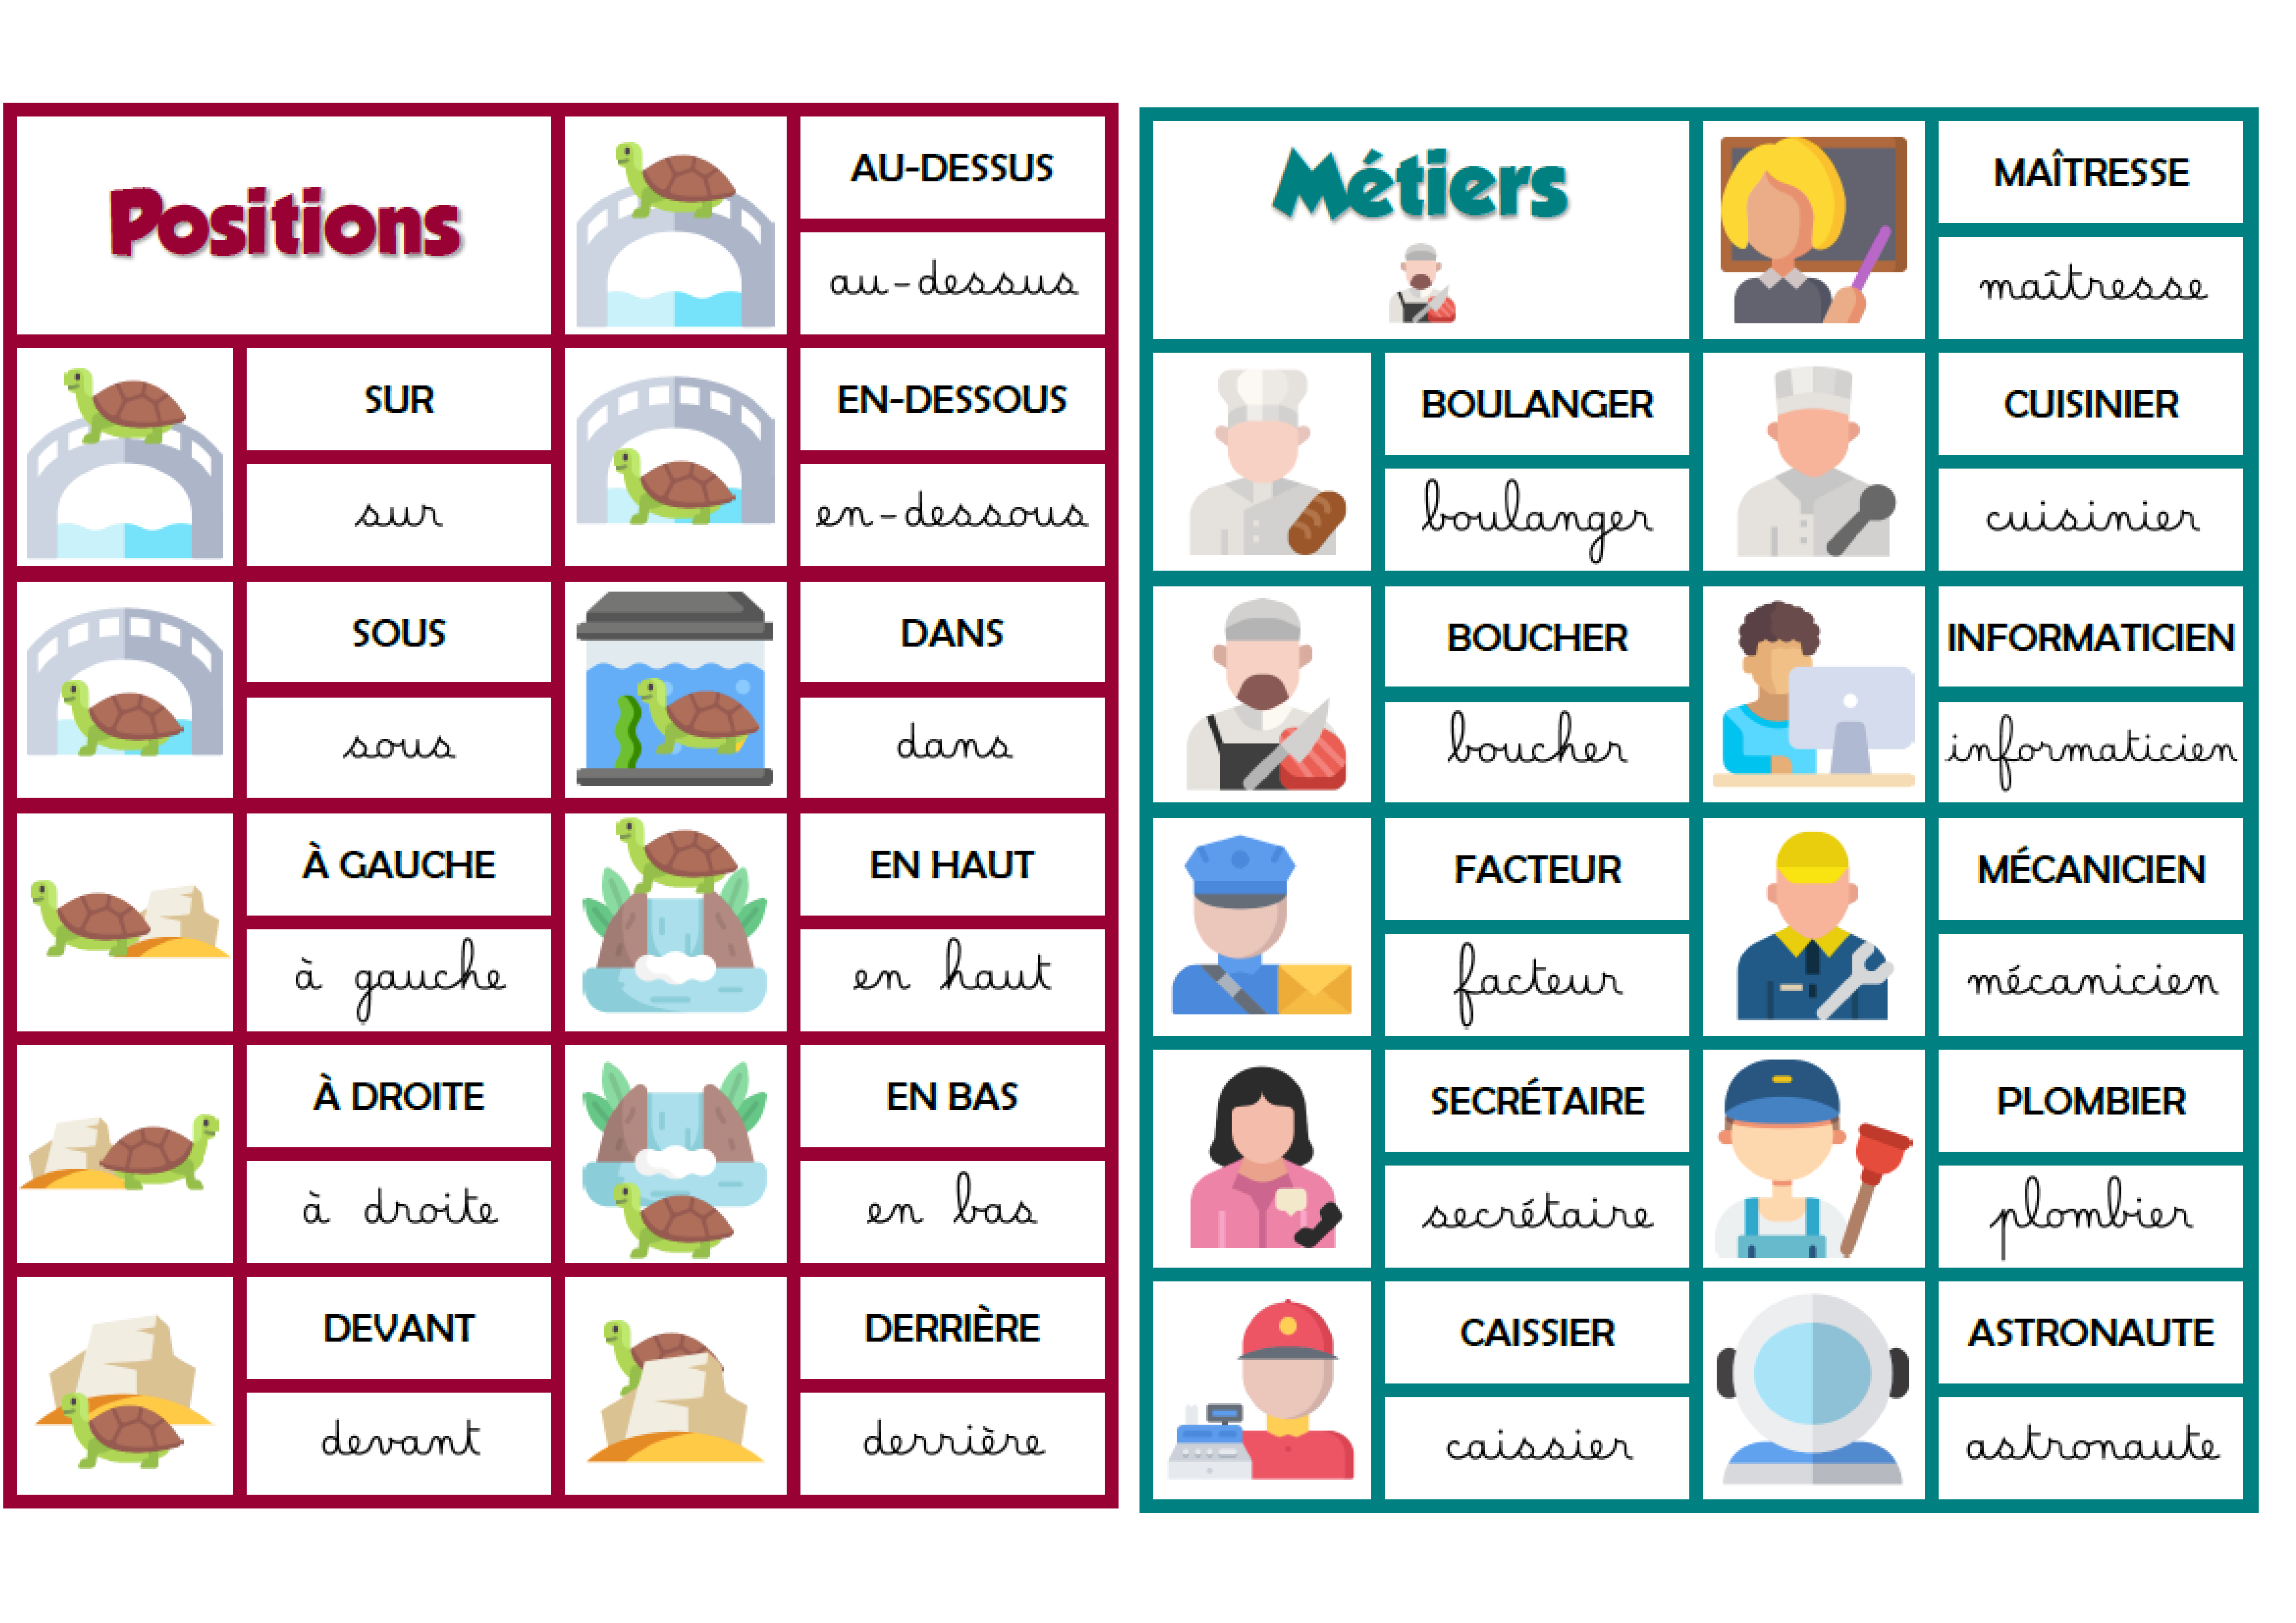 Positions
AU-DESSUS
au-dessus
SUR
sur
EN-DESSOUS
en-dessous
SOUS
sous
DANS
dans
À GAUCHE
à gauche
EN HAUT
en haut
À DROITE
à droite
EN BAS
en bas
DEVANT
devant
DERRIÈRE
derrière
Métiers
MAÎTRESSE
maîtresse
BOULANGER
boulanger
CUISINIER
cuisinier
BOUCHER
boucher
INFORMATICIEN
informaticien
FACTEUR
facteur
MÉCANICIEN
mécanicien
SECRÉTAIRE
secrétaire
PLOMBIER
plombier
CAISSIER
caissier
ASTRONAUTE
astronaute